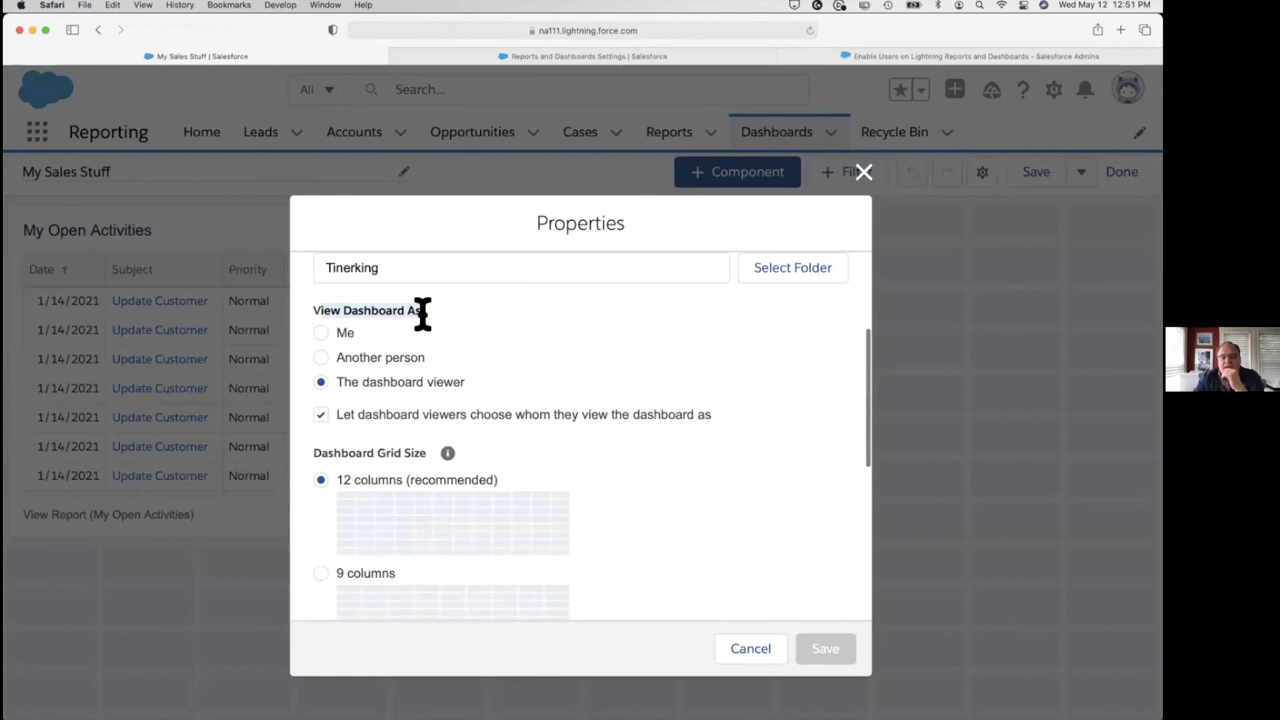 Safari File Edit View History Bookmarks Develop Window Help Wed May 12 12:51 PM
na111.lightning.force.com
My Sales Stuff | Salesforce Reports and Dashboards Settings | Salesforce Enable Users on Lightning Reports and Dashboards - Salesforce Admins
All Search...
Reporting Home Leads Accounts Opportunities Cases Reports Dashboards Recycle Bin
My Sales Stuff + Component + Save Done
Properties
My Open Activities
Date Subject Priority
1/14/2021 Update Customer Normal
1/14/2021 Update Customer Normal
1/14/2021 Update Customer Normal
1/14/2021 Update Customer Normal
1/14/2021 Update Customer Normal
1/14/2021 Update Customer Normal
1/14/2021 Update Customer Normal
View Report (My Open Activities)
Tinerking Select Folder
View Dashboard As
Me
Another person
The dashboard viewer
Let dashboard viewers choose whom they view the dashboard as
Dashboard Grid Size
12 columns (recommended)
9 columns
Cancel Save